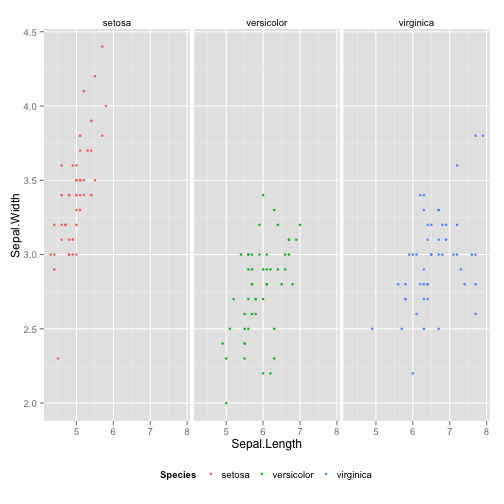 setosa versicolor virginica
4.5
4.0
3.5
3.0
2.5
2.0
Sepal.Width
5 6 7 8 5 6 7 8 5 6 7 8
Sepal.Length
Species setosa versicolor virginica